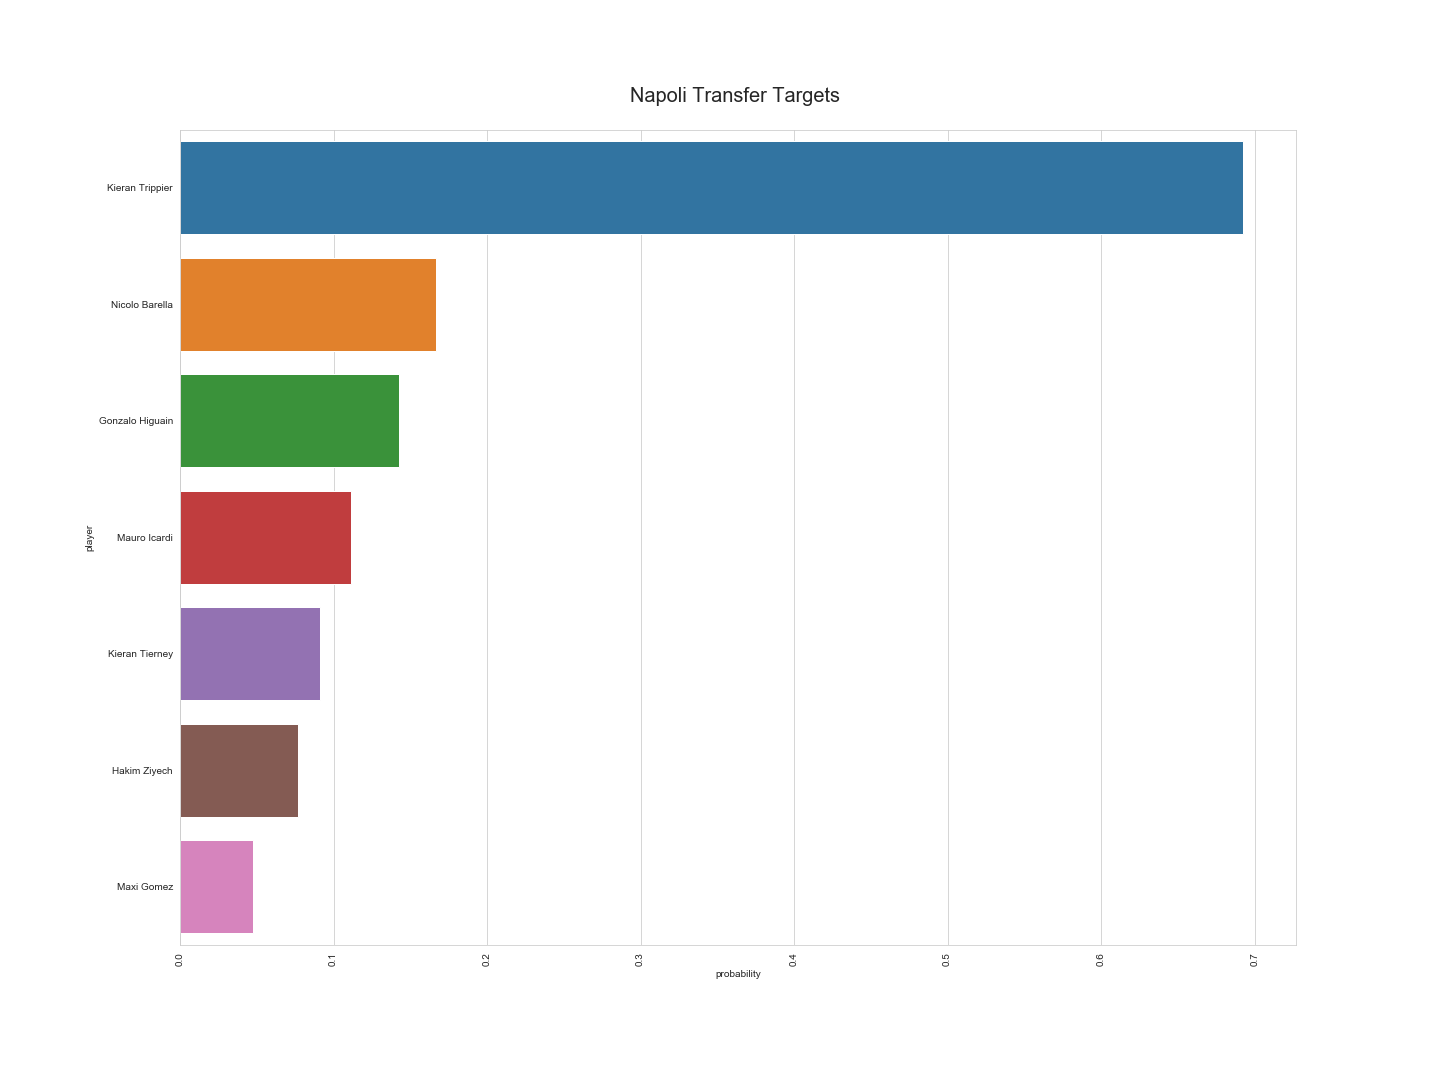 Napoli Transfer Targets
Kieran Trippier
Nicolo Barella
Gonzalo Higuain
Mauro Icardi
Kieran Tierney
Hakim Ziyech
Maxi Gomez
player
0.0 0.1 0.2 0.3 0.4 0.5 0.6 0.7
probability